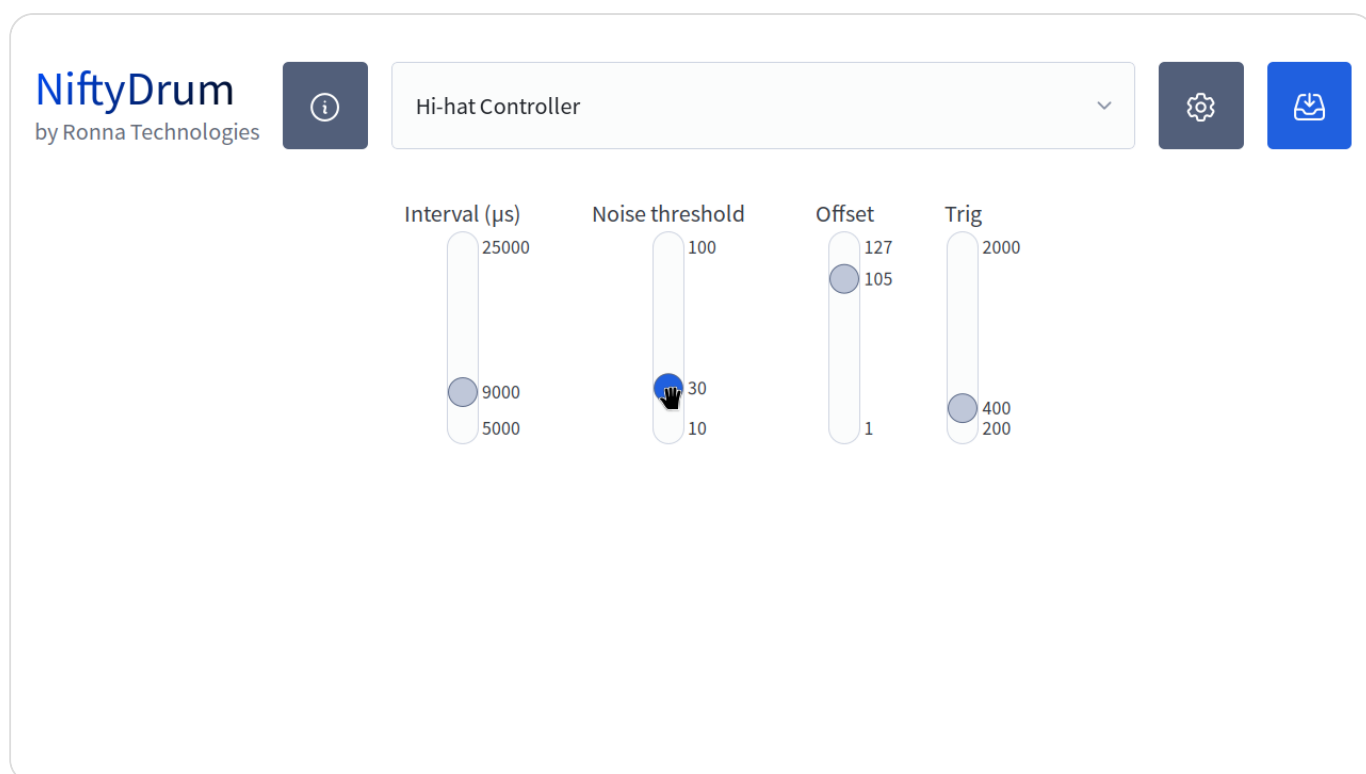 NiftyDrum
by Ronna Technologies
Hi-hat Controller
Interval (µs)
25000
9000
5000
Noise threshold
100
30
10
Offset
127
105
1
Trig
2000
400
200